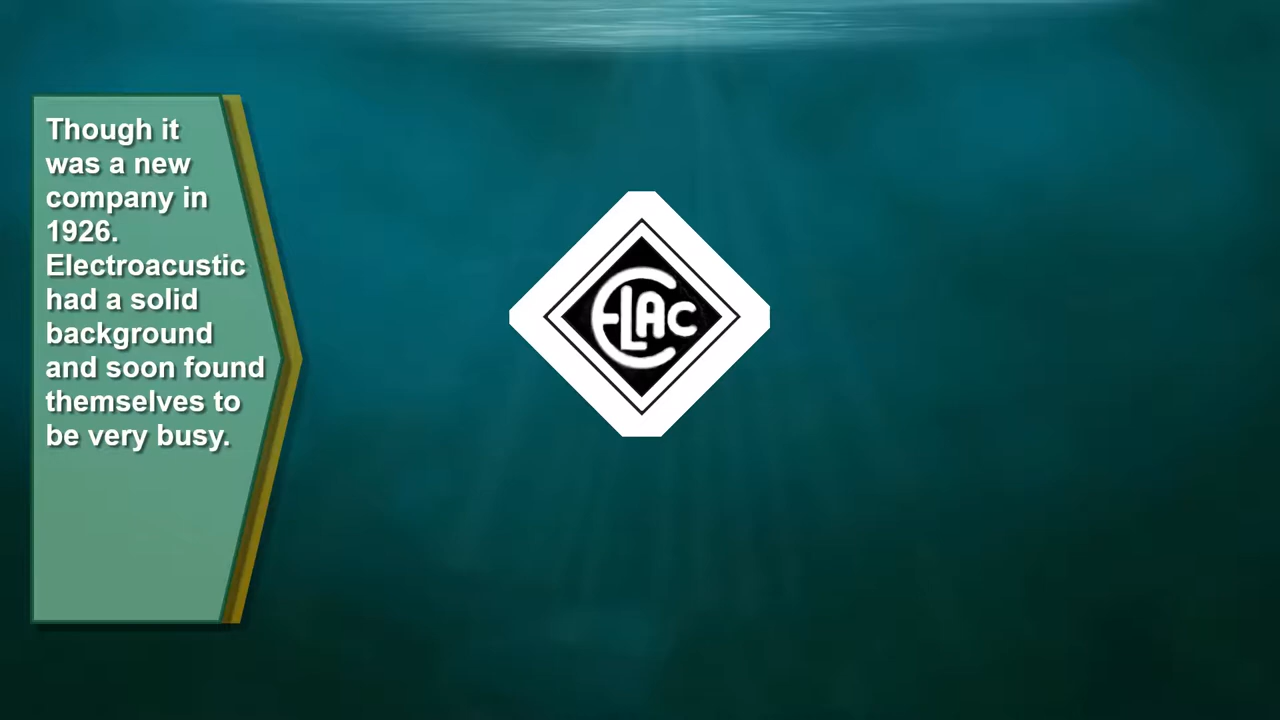 Though it
was a new
company in
1926.
Electroacustic
had a solid
background
and soon found
themselves to
be very busy.
ELAC